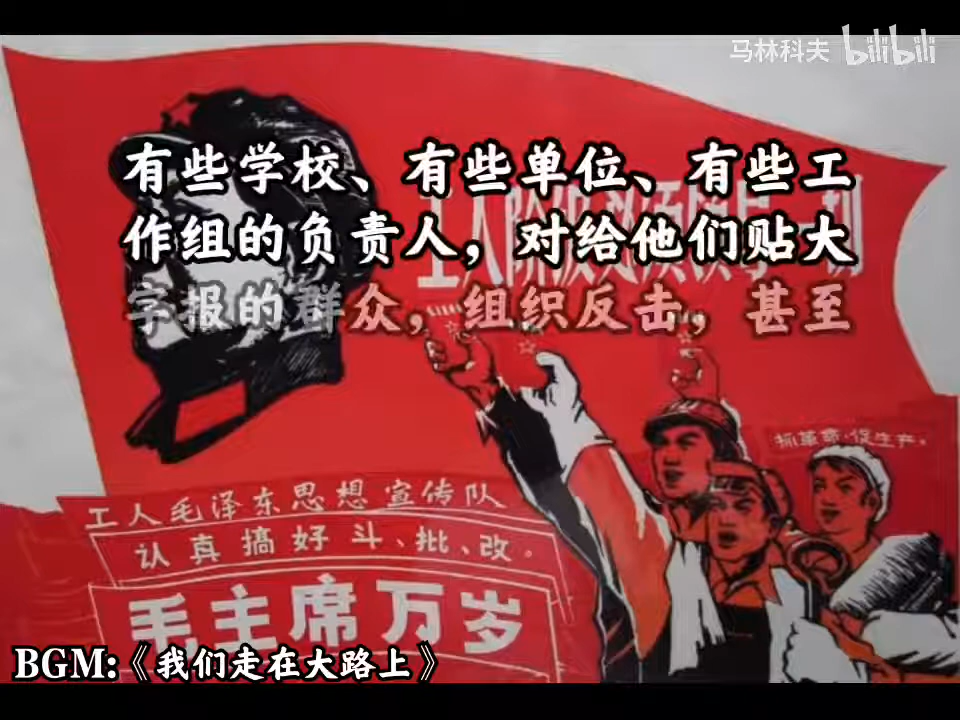 马林科夫 bilibili
有些学校、有些单位、有些工
作组的负责人，对给他们贴大
字报的群众，组织反击，甚至
抓革命·促生产。
工人毛泽东思想宣传队
认真搞好斗、批、改。
毛主席万岁
BGM:《我们走在大路上》